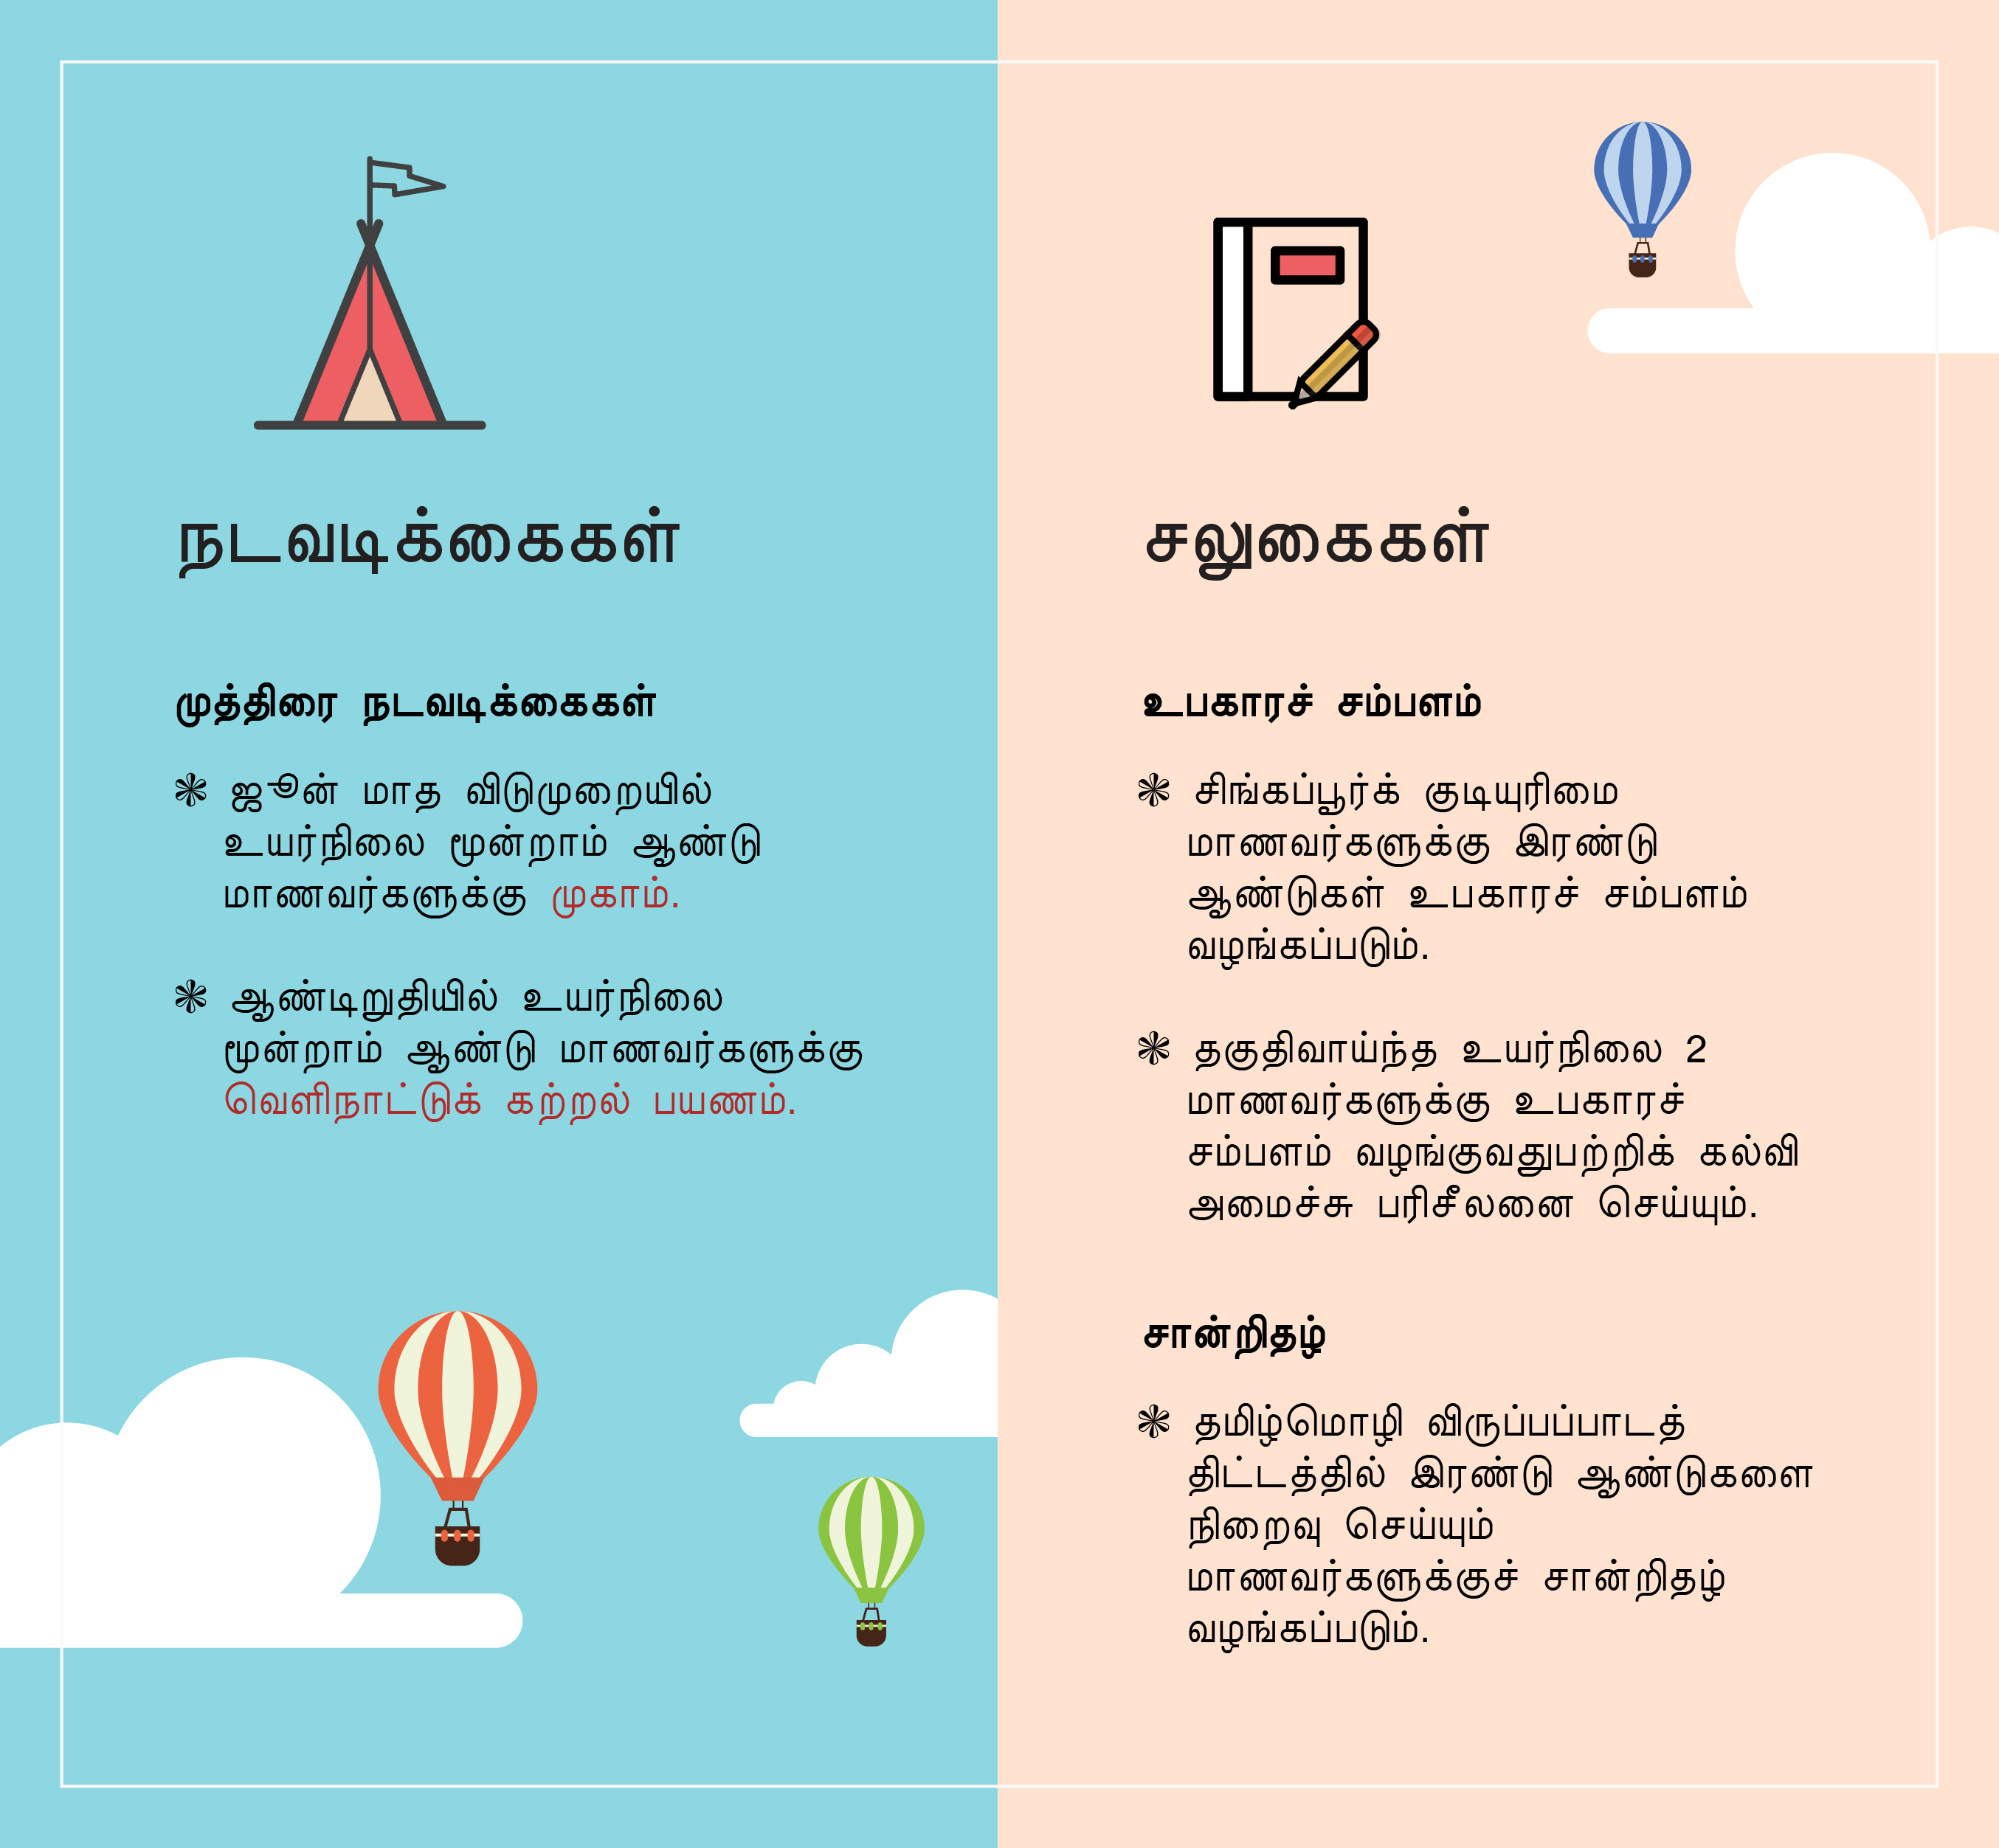 நடவடிக்கைகள்
முத்திரை நடவடிக்கைகள்
❃ ஜூன் மாத விடுமுறையில்
உயர்நிலை மூன்றாம் ஆண்டு
மாணவர்களுக்கு முகாம்.
❃ ஆண்டிறுதியில் உயர்நிலை
மூன்றாம் ஆண்டு மாணவர்களுக்கு
வெளிநாட்டுக் கற்றல் பயணம்.
சலுகைகள்
உபகாரச் சம்பளம்
❃ சிங்கப்பூர்க் குடியுரிமை
மாணவர்களுக்கு இரண்டு
ஆண்டுகள் உபகாரச் சம்பளம்
வழங்கப்படும்.
❃ தகுதிவாய்ந்த உயர்நிலை 2
மாணவர்களுக்கு உபகாரச்
சம்பளம் வழங்குவதுபற்றிக் கல்வி
அமைச்சு பரிசீலனை செய்யும்.
சான்றிதழ்
❃ தமிழ்மொழி விருப்பப்பாடத்
திட்டத்தில் இரண்டு ஆண்டுகளை
நிறைவு செய்யும்
மாணவர்களுக்குச் சான்றிதழ்
வழங்கப்படும்.